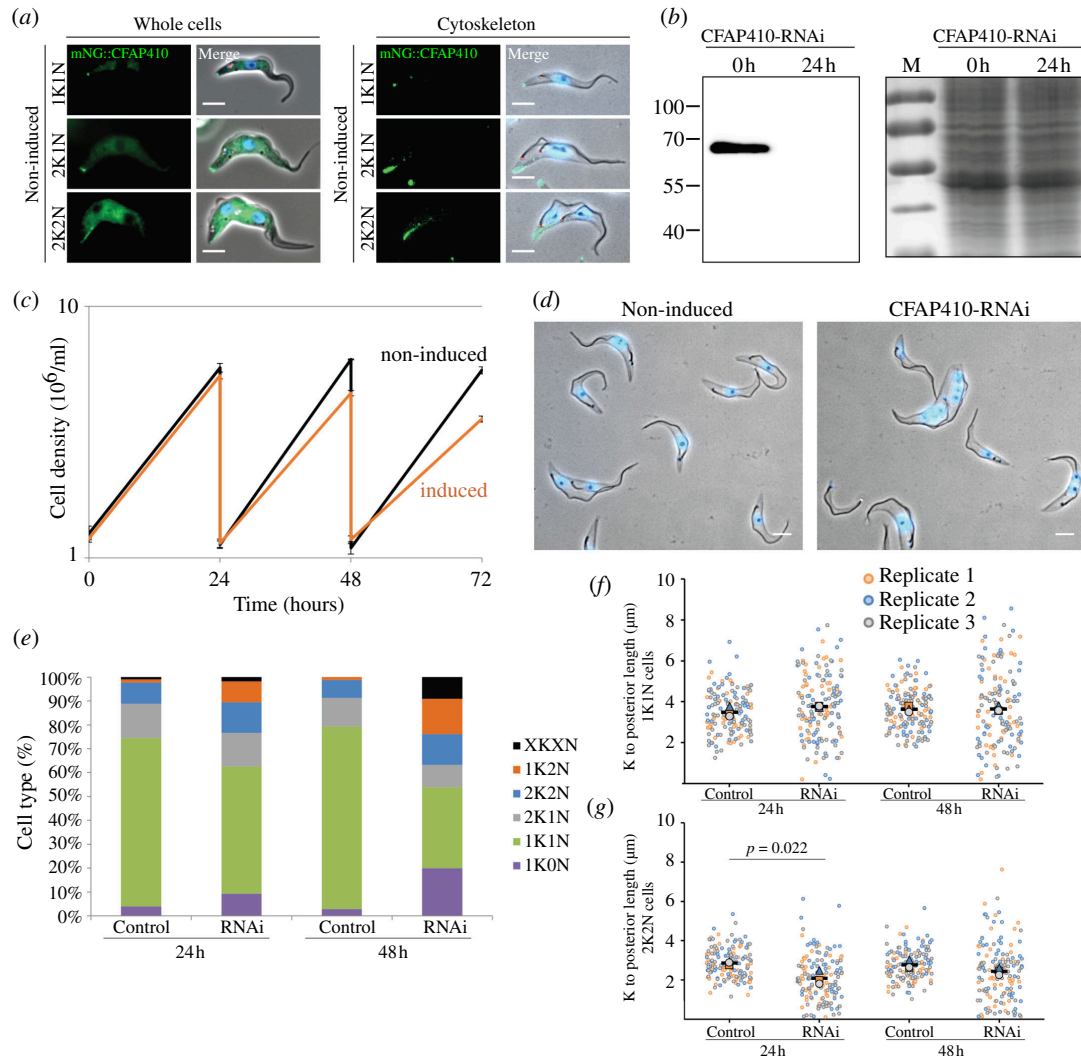 (a)
Whole cells
Cytoskeleton
mNG::CFAP410
Merge
mNG::CFAP410
Merge
Non-induced
1K1N
2K1N
2K2N
Non-induced
1K1N
2K1N
2K2N
(b)
CFAP410-RNAi
0h 24h
100
70
55
40
CFAP410-RNAi
M 0h 24h
(c)
10
1
Cell density (10⁶/ml)
non-induced
induced
0 24 48 72
Time (hours)
(d)
Non-induced
CFAP410-RNAi
(e)
100%
90%
80%
70%
60%
50%
40%
30%
20%
10%
0%
Cell type (%)
Control RNAi Control RNAi
24h 48h
XKXN
1K2N
2K2N
2K1N
1K1N
1K0N
(f)
Replicate 1
Replicate 2
Replicate 3
K to posterior length (µm)
1K1N cells
10
8
6
4
2
Control RNAi Control RNAi
24h 48h
(g)
K to posterior length (µm)
2K2N cells
10
8
6
4
2
p = 0.022
Control RNAi Control RNAi
24h 48h